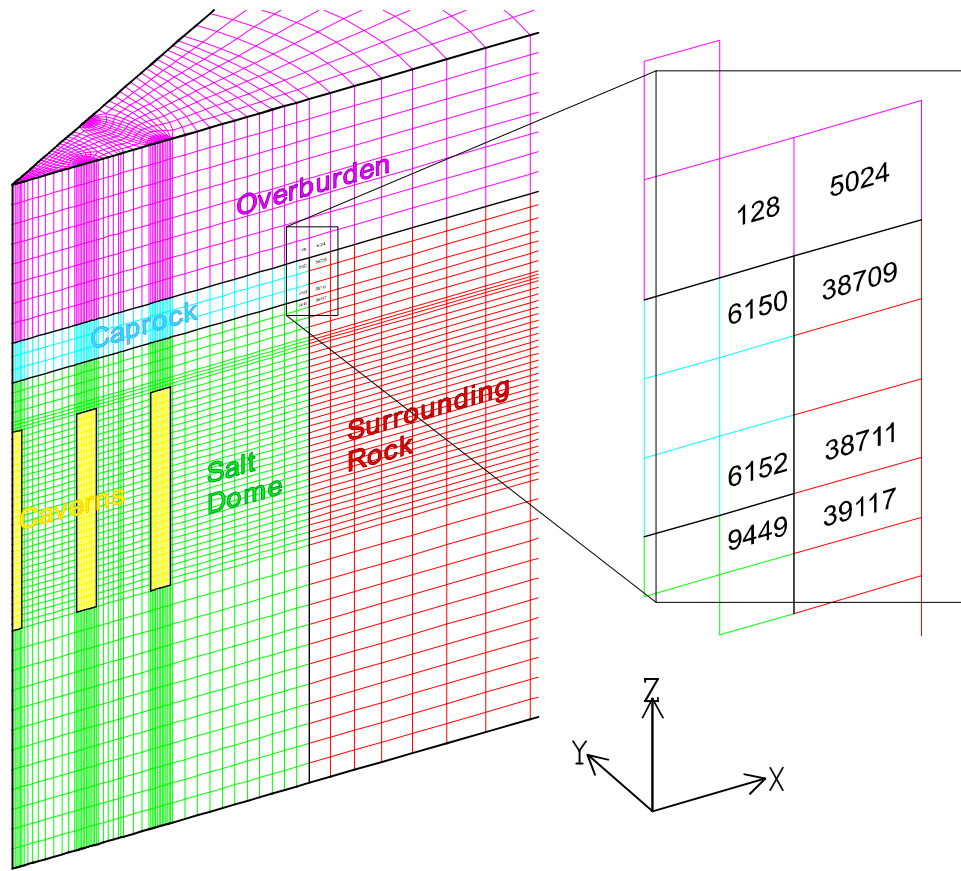 Overburden
Caprock
Surrounding
Rock
Salt
Dome
Caverns
128
5024
6150
38709
6152
38711
9449
39117
Z
Y
X